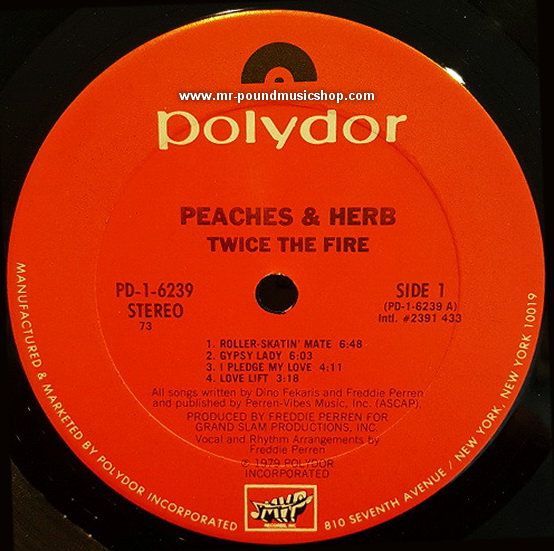 www.mr-poundmusicshop.com
polydor
PEACHES & HERB
TWICE THE FIRE
PD-1-6239
STEREO
73
SIDE 1
(PD-1-6239 A)
Intl. #2391 433
1. ROLLER-SKATIN' MATE 6:48
2. GYPSY LADY 6:03
3. I PLEDGE MY LOVE 4:11
4. LOVE LIFT 3:18
All songs written by Dino Fekaris and Freddie Perren
and published by Perren-Vibes Music, Inc. (ASCAP).
PRODUCED BY FREDDIE PERREN FOR
GRAND SLAM PRODUCTIONS, INC.
Vocal and Rhythm Arrangements by
Freddie Perren
℗ 1979 POLYDOR
INCORPORATED
MVP
RECORDS, INC
MANUFACTURED & MARKETED BY POLYDOR INCORPORATED
810 SEVENTH AVENUE / NEW YORK, NEW YORK 10019